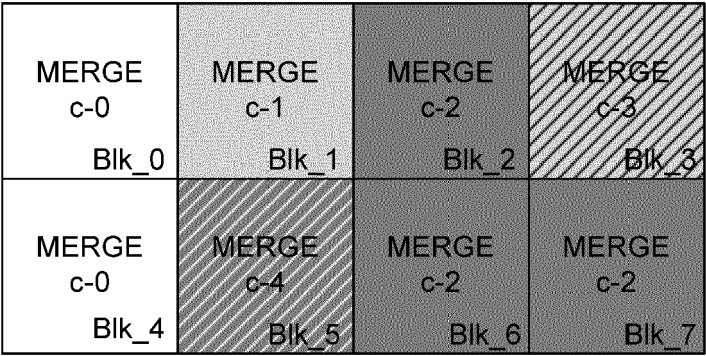 MERGE MERGE MERGE MERGE
c-0 c-1 c-2 c-3
Blk_0 Blk_1 Blk_2 Blk_3
MERGE MERGE MERGE MERGE
c-0 c-4 c-2 c-2
Blk_4 Blk_5 Blk_6 Blk_7